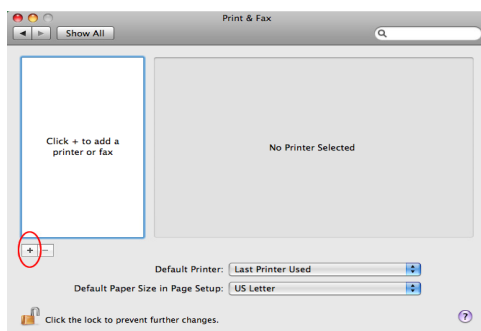 Print & Fax
Show All
Click + to add a
printer or fax
No Printer Selected
+ −
Default Printer: Last Printer Used
Default Paper Size in Page Setup: US Letter
Click the lock to prevent further changes.
?